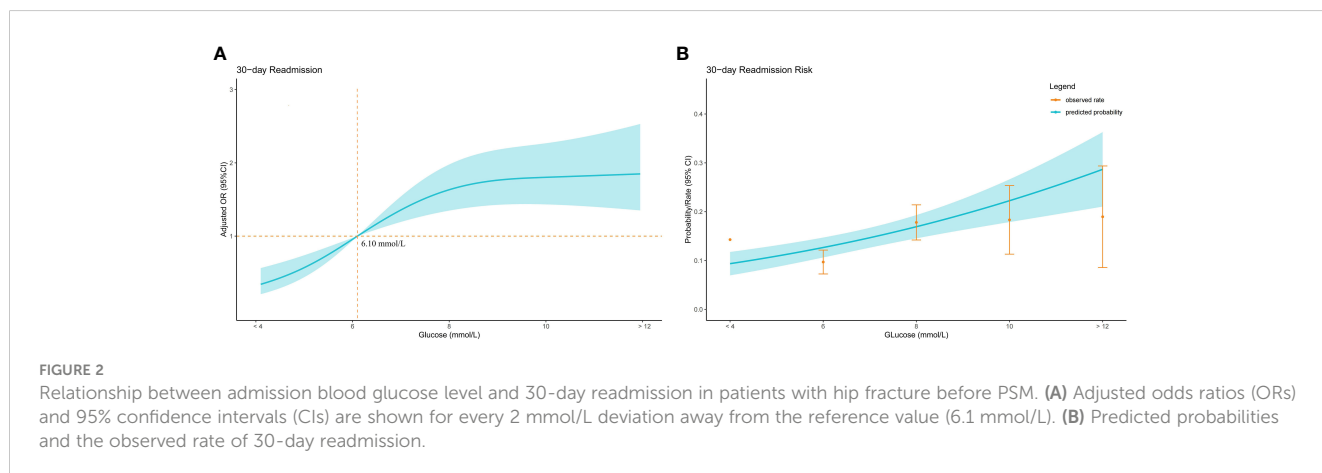 A
30-day Readmission
3
2
1
Adjusted OR (95%CI)
6.10 mmol/L
< 4
6
8
10
> 12
Glucose (mmol/L)
B
30-day Readmission Risk
Legend
observed rate
predicted probability
0.4
0.3
0.2
0.1
0.0
Probability/Rate (95% CI)
< 4
6
8
10
> 12
GLucose (mmol/L)
FIGURE 2
Relationship between admission blood glucose level and 30-day readmission in patients with hip fracture before PSM. (A) Adjusted odds ratios (ORs)
and 95% confidence intervals (CIs) are shown for every 2 mmol/L deviation away from the reference value (6.1 mmol/L). (B) Predicted probabilities
and the observed rate of 30-day readmission.